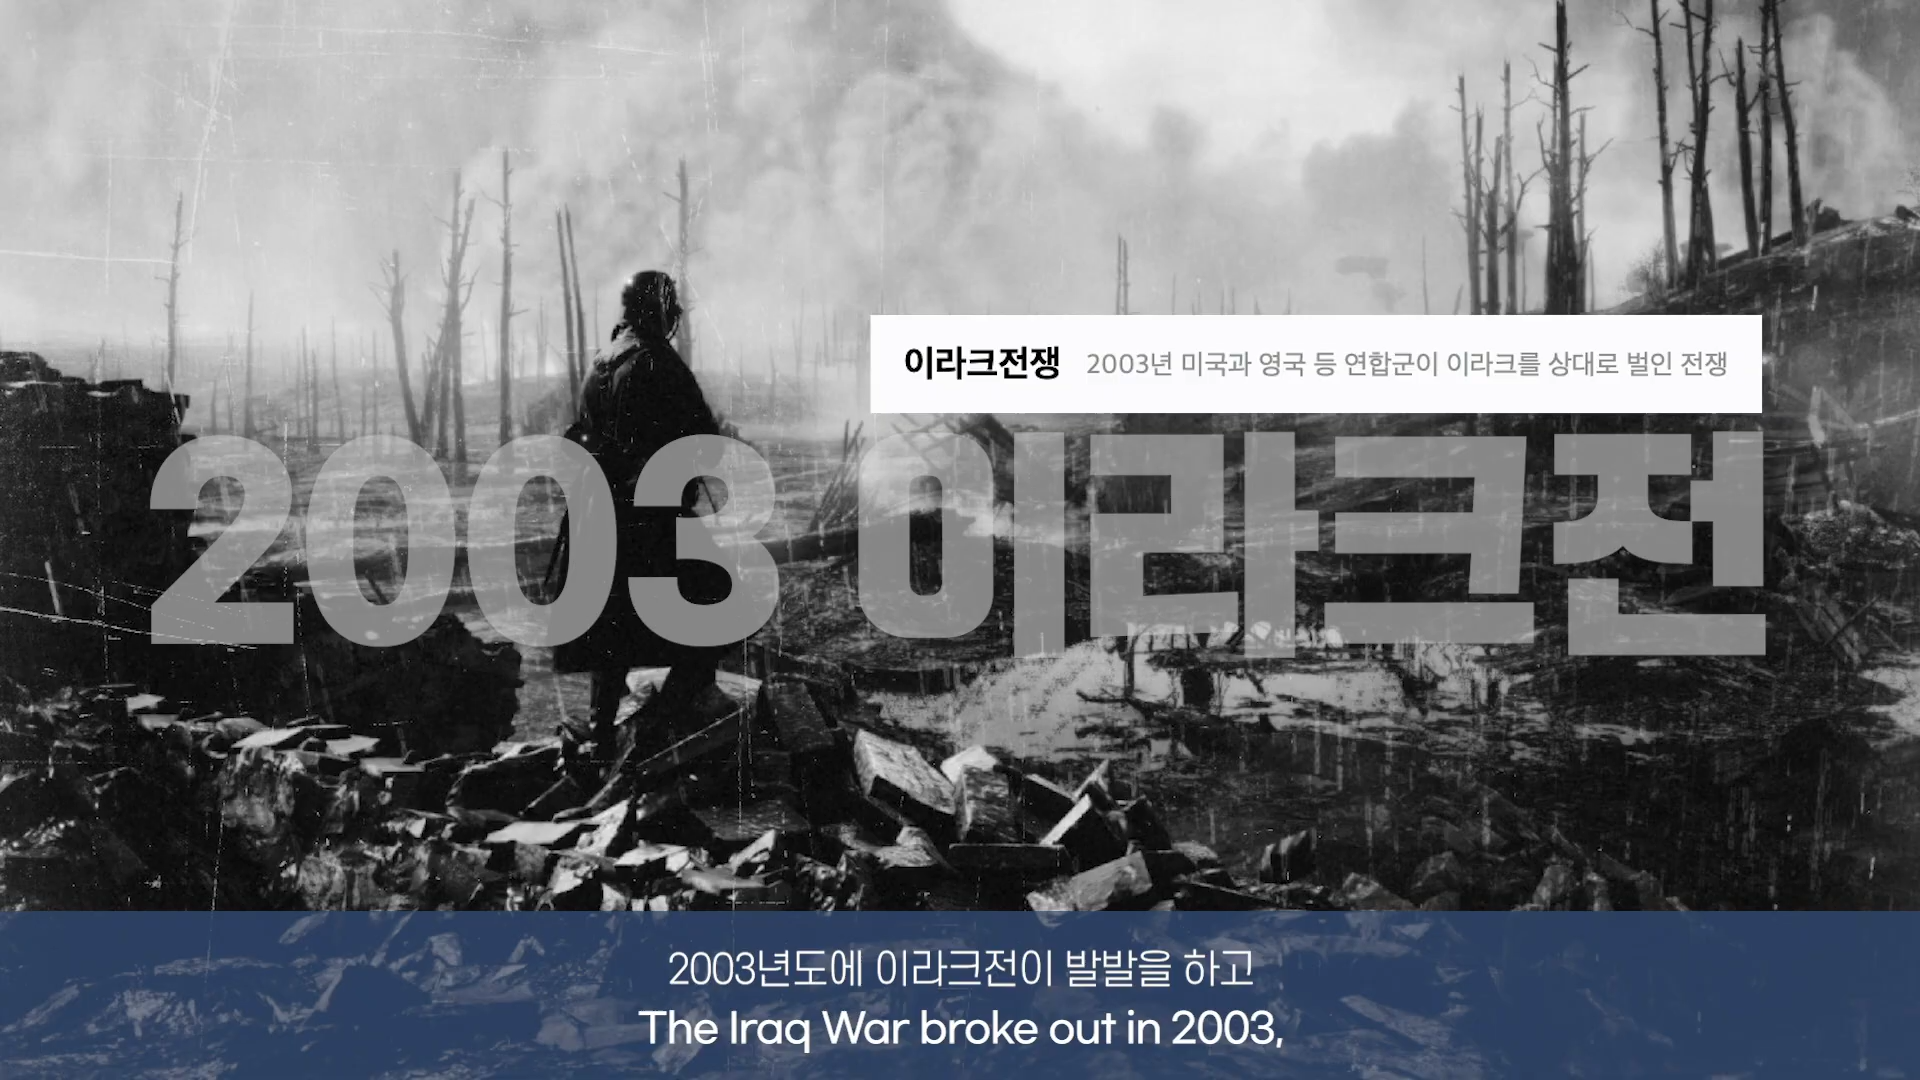 이라크전쟁 2003년 미국과 영국 등 연합군이 이라크를 상대로 벌인 전쟁
2003 이라크전
2003년도에 이라크전이 발발을 하고
The Iraq War broke out in 2003,